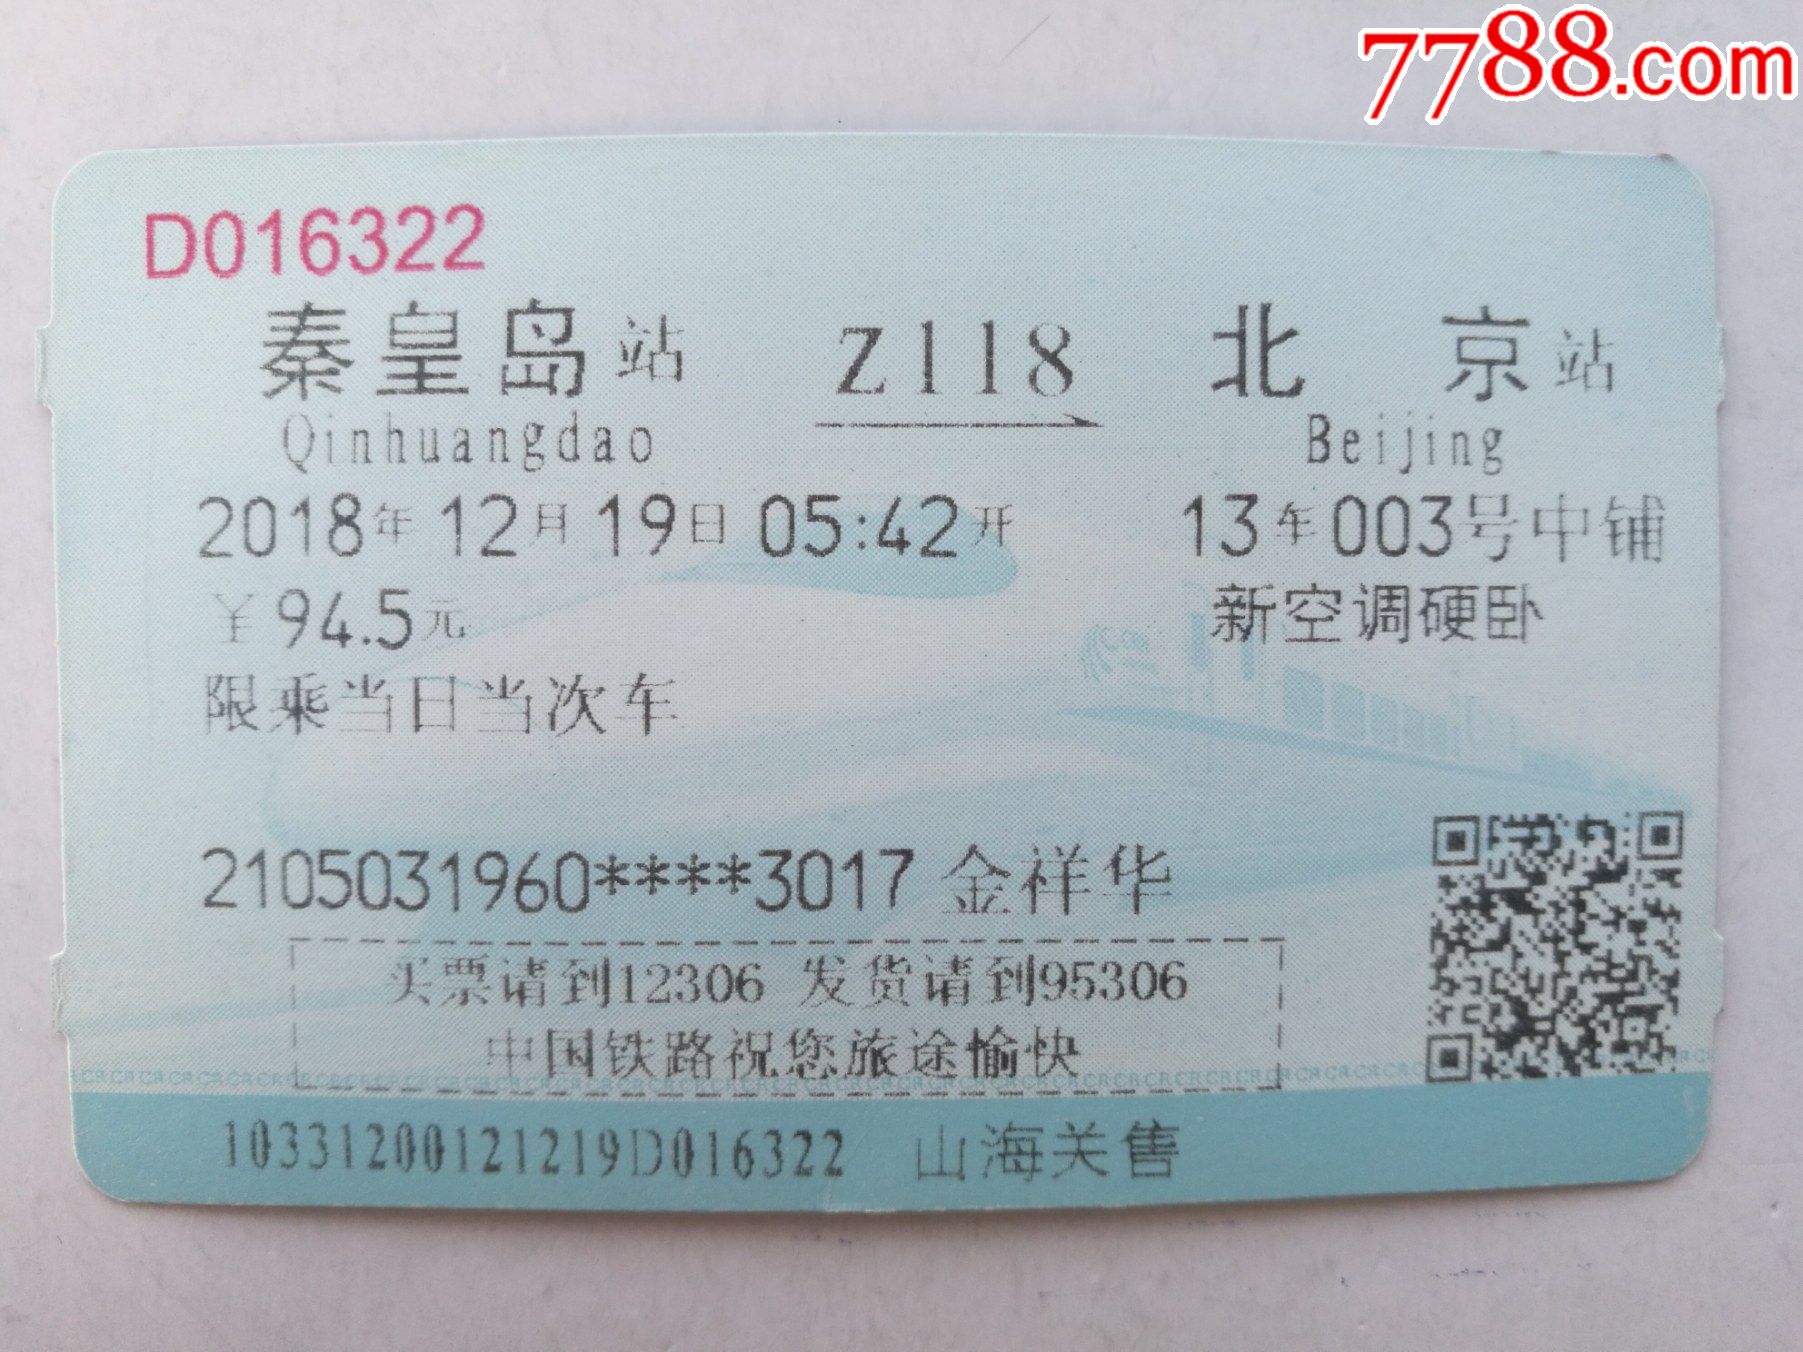 7788.com
D016322
秦皇岛站 Z118 北京站
Qinhuangdao Beijing
2018年12月19日05:42开 13车003号中铺
￥94.5元 新空调硬卧
限乘当日当次车
2105031960****3017 金祥华
买票请到12306 发货请到95306
中国铁路祝您旅途愉快
10331200121219D016322 山海关售